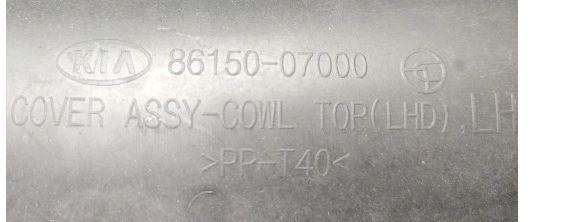 KIA 86150-07000
COVER ASSY-COWL TOP(LHD),LH
>PP-T40<